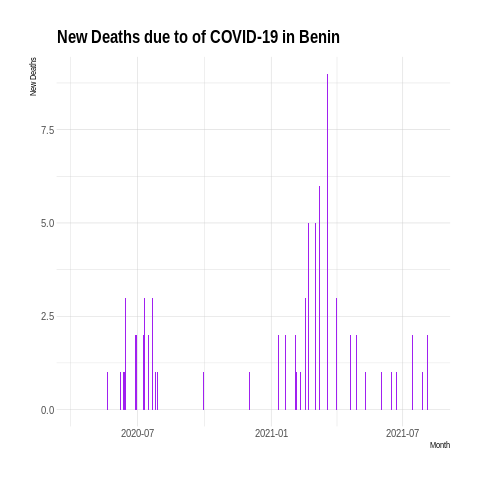 New Deaths due to of COVID-19 in Benin
New Deaths
7.5
5.0
2.5
0.0
2020-07
2021-01
2021-07
Month